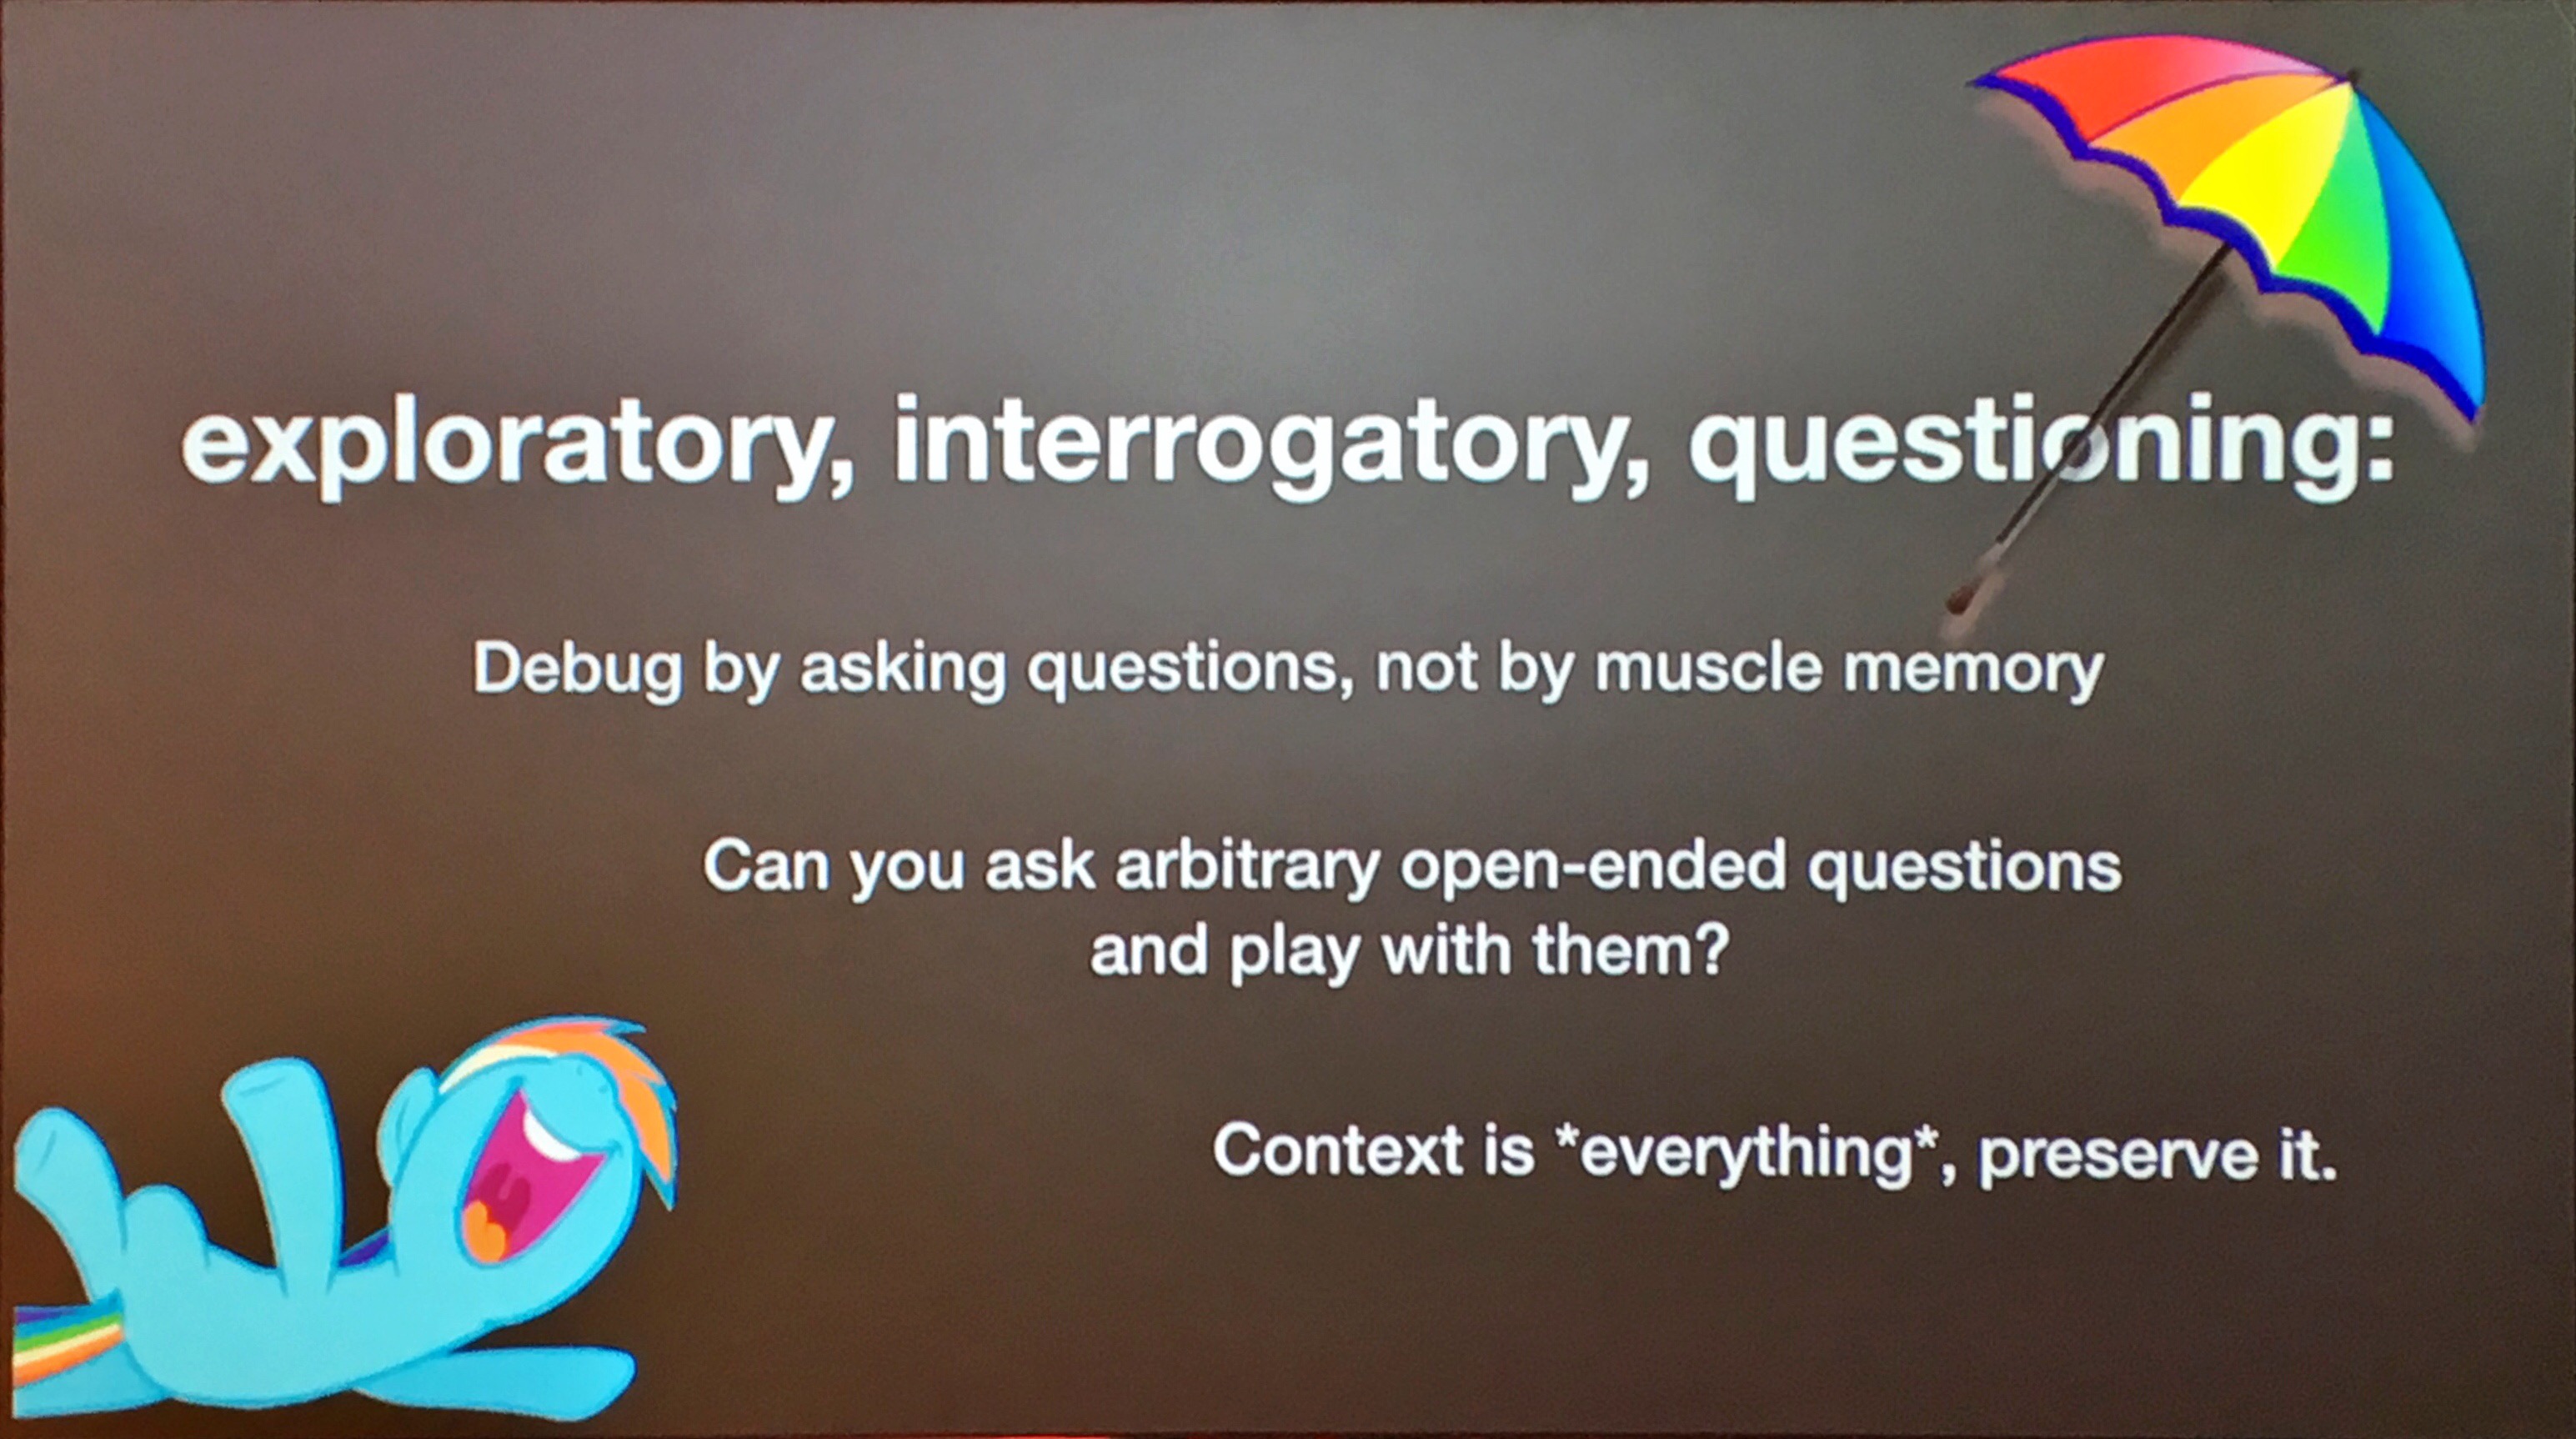 exploratory, interrogatory, questioning:
Debug by asking questions, not by muscle memory
Can you ask arbitrary open-ended questions
and play with them?
Context is *everything*, preserve it.